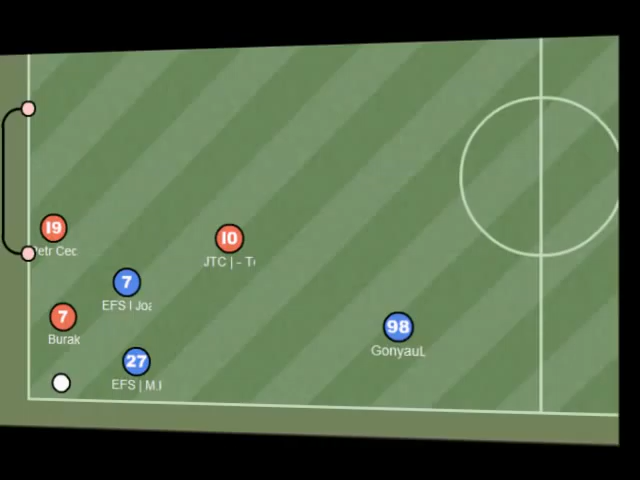 19
etr Cec
10
JTC | - T
7
EFS | Joa
7
Burak
98
GonyauL
27
EFS | M.